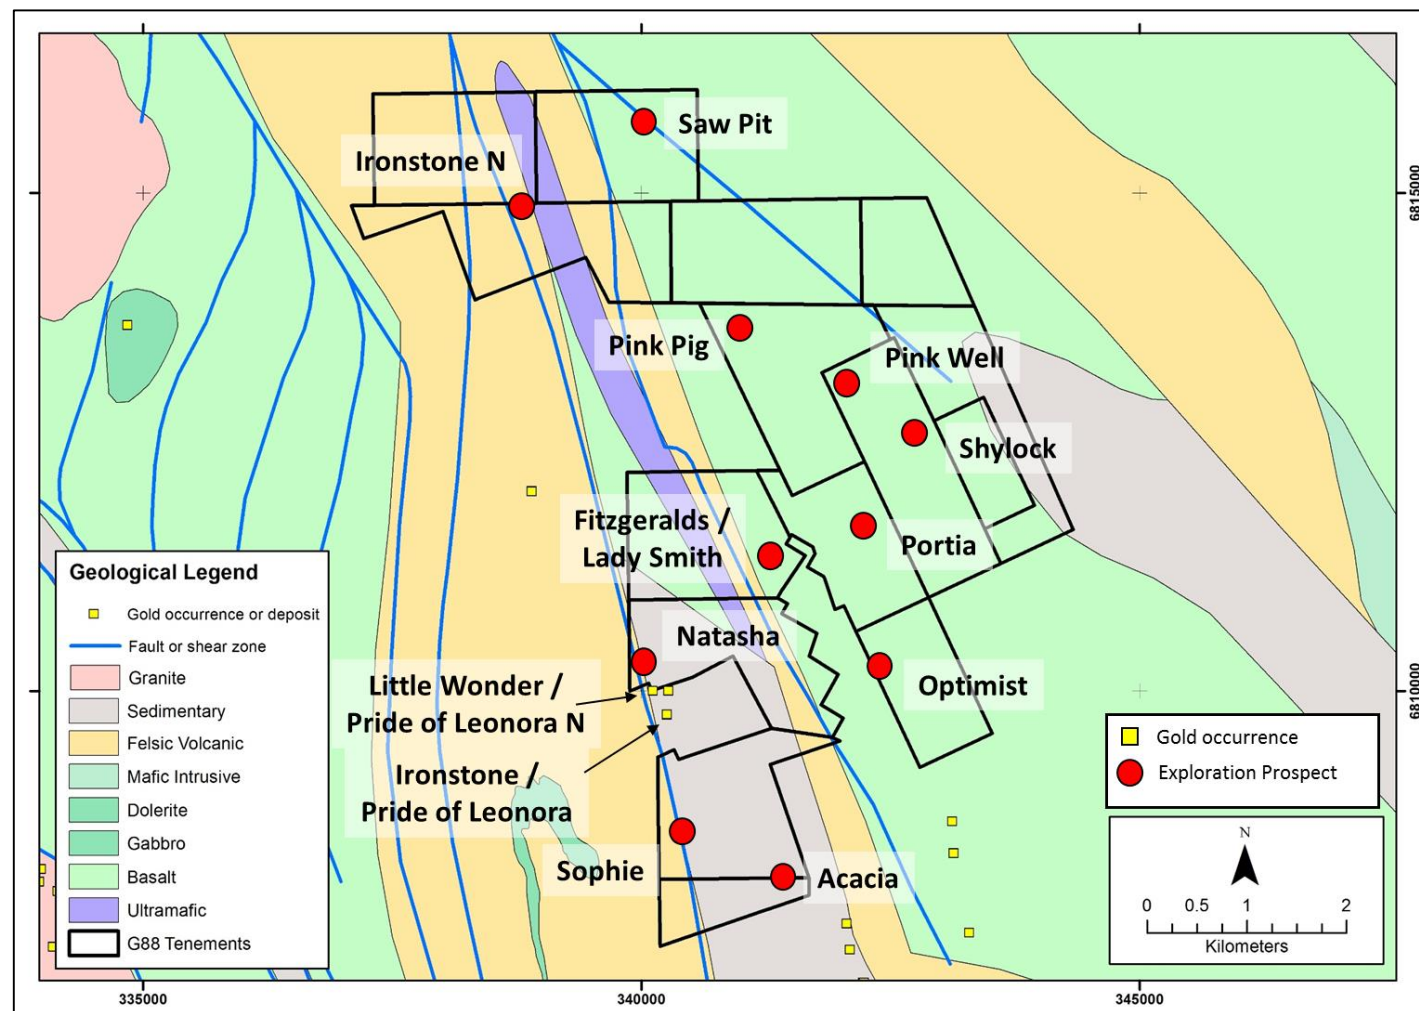 Saw Pit
Ironstone N
6815000
Pink Pig
Pink Well
Shylock
Fitzgeralds /
Lady Smith
Portia
Natasha
Little Wonder /
Pride of Leonora N
Optimist
6810000
Ironstone /
Pride of Leonora
Sophie
Acacia
Geological Legend
Gold occurrence or deposit
Fault or shear zone
Granite
Sedimentary
Felsic Volcanic
Mafic Intrusive
Dolerite
Gabbro
Basalt
Ultramafic
G88 Tenements
Gold occurrence
Exploration Prospect
N
0 0.5 1 2
Kilometers
335000 340000 345000